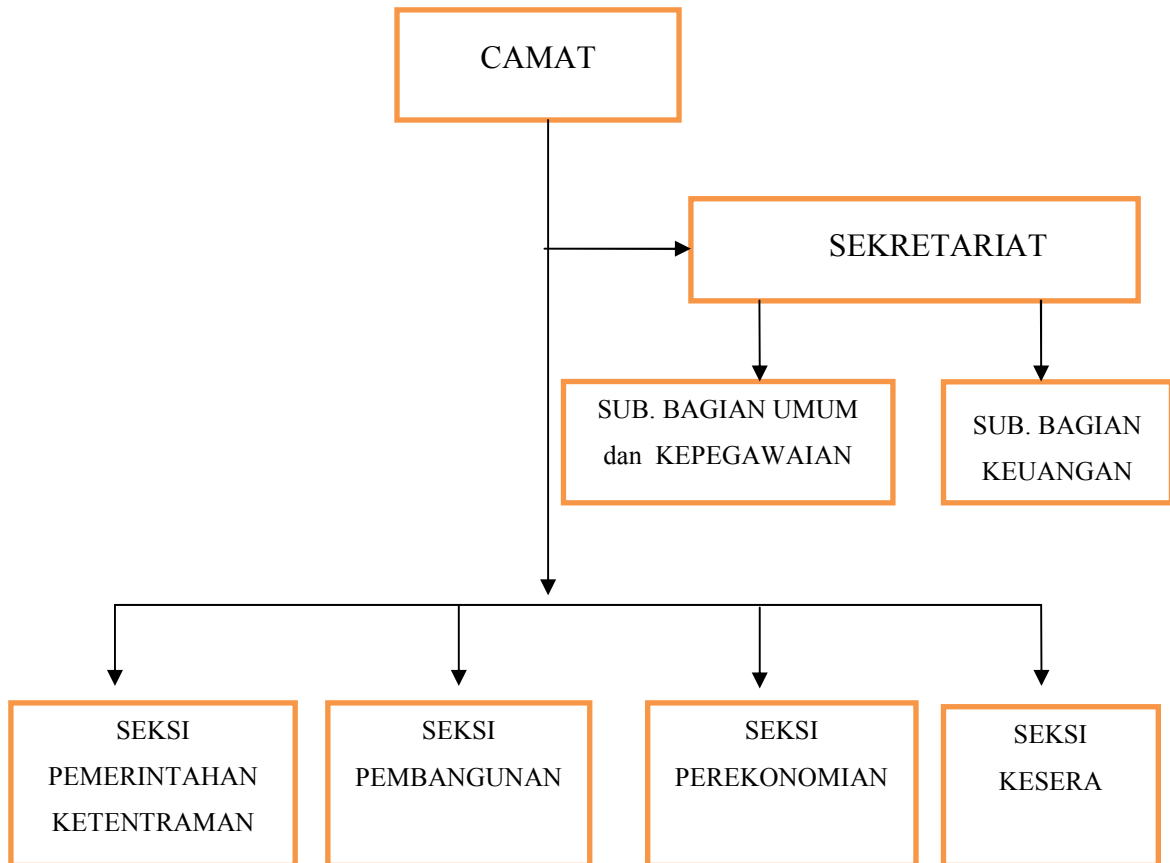 CAMAT
SEKRETARIAT
SUB. BAGIAN UMUM
dan KEPEGAWAIAN
SUB. BAGIAN
KEUANGAN
SEKSI
PEMERINTAHAN
KETENTRAMAN
SEKSI
PEMBANGUNAN
SEKSI
PEREKONOMIAN
SEKSI
KESERA